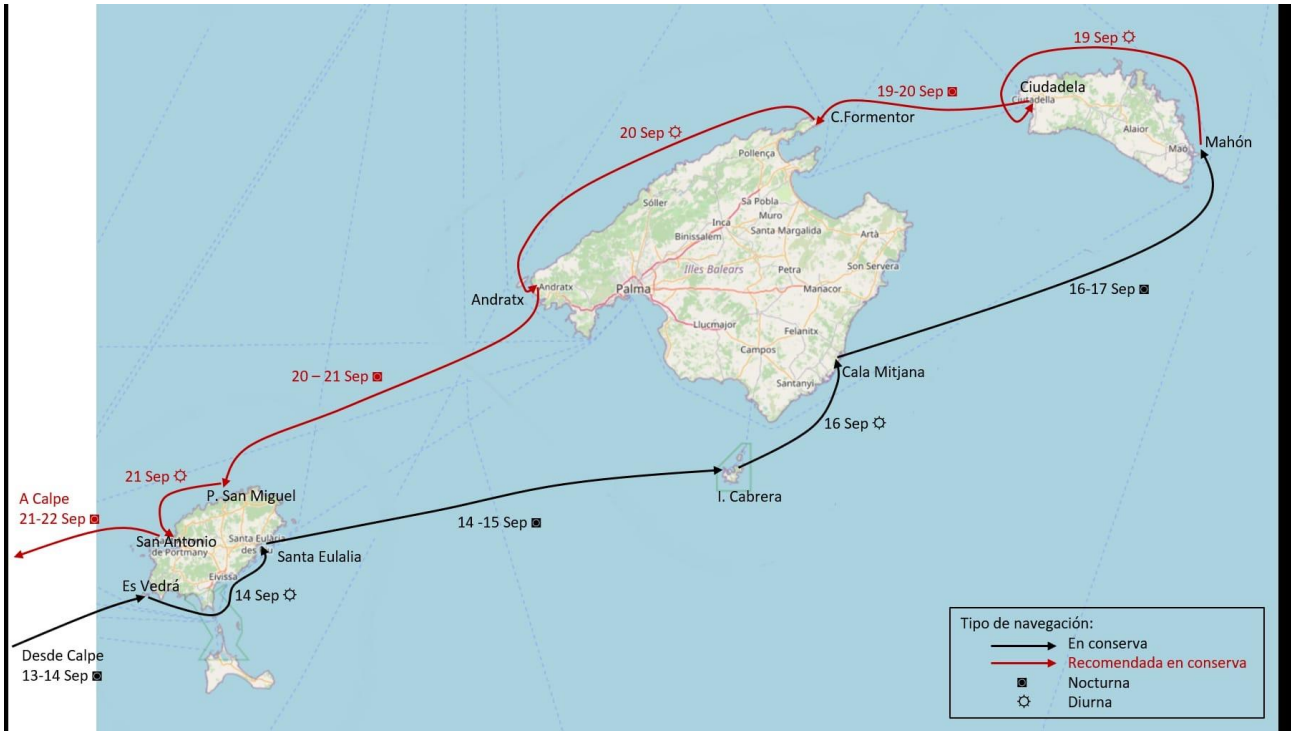 19 Sep
Ciudadela
Ciutadella
Alaior
Maó
Mahón
19-20 Sep
C.Formentor
20 Sep
Pollença
Sóller
Sa Pobla
Inca
Muro
Binissalem
Santa Margalida
Artà
Illes Balears
Petra
Son Servera
Andratx
Andratx
Palma
Manacor
16-17 Sep
Llucmajor
Felanitx
Campos
Cala Mitjana
Santanyí
20 – 21 Sep
16 Sep
21 Sep
P. San Miguel
I. Cabrera
A Calpe
21-22 Sep
San Antonio
de Portmany
Santa Eulària
des
14 -15 Sep
Santa Eulalia
Es Vedrá
Eivissa
14 Sep
Desde Calpe
13-14 Sep
Tipo de navegación:
En conserva
Recomendada en conserva
Nocturna
Diurna